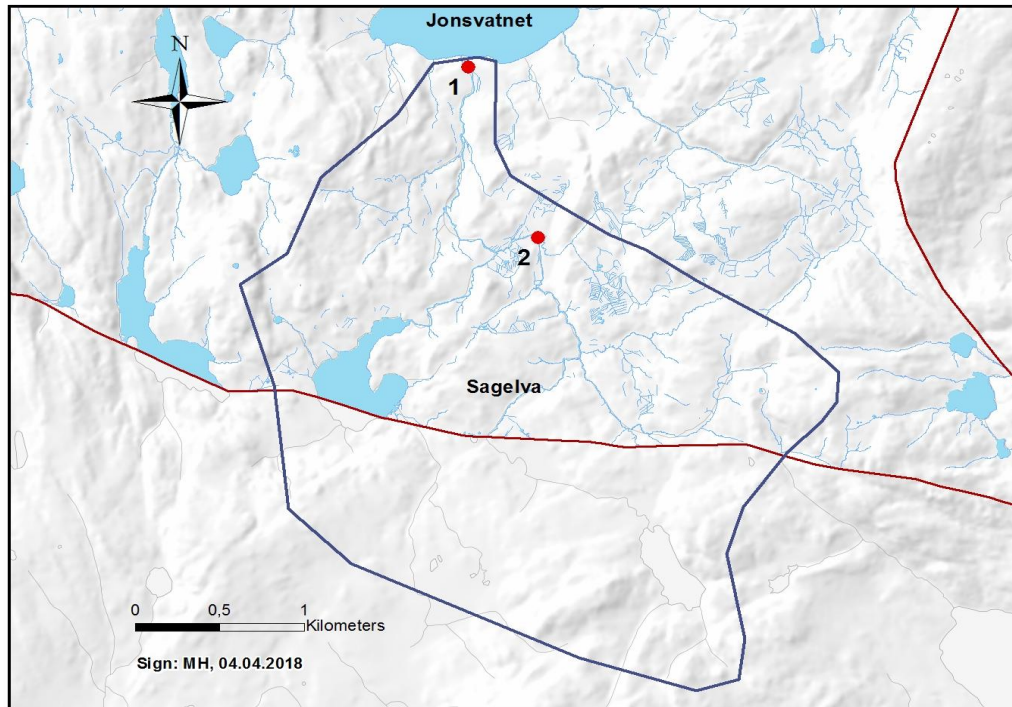 Jonsvatnet
N
1
2
Sagelva
0 0,5 1
Kilometers
Sign: MH, 04.04.2018